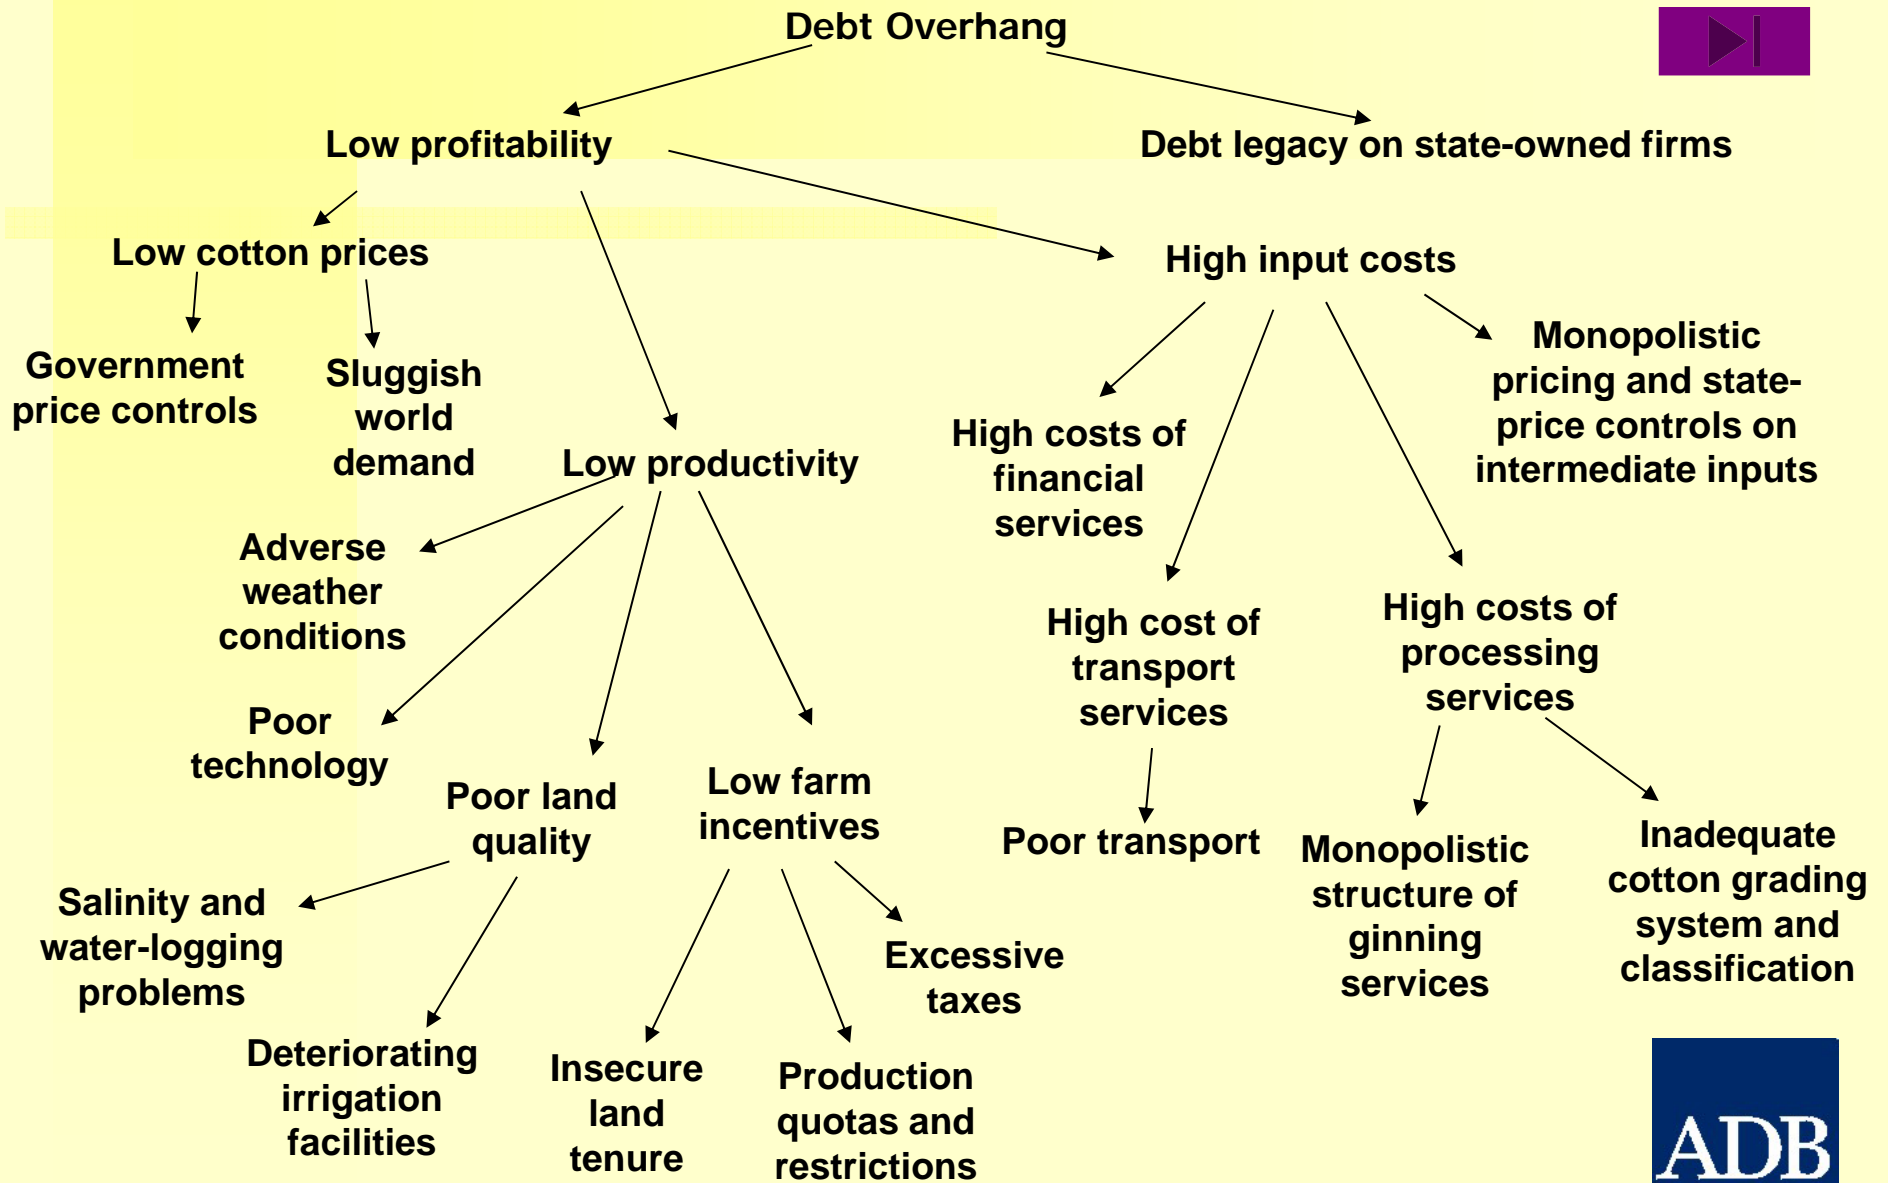 Debt Overhang
Low profitability
Debt legacy on state-owned firms
Low cotton prices
High input costs
Government
price controls
Sluggish
world
demand
Low productivity
High costs of
financial
services
Monopolistic
pricing and state-
price controls on
intermediate inputs
Adverse
weather
conditions
Poor
technology
Poor land
quality
Low farm
incentives
High cost of
transport
services
High costs of
processing
services
Poor transport
Monopolistic
structure of
ginning
services
Inadequate
cotton grading
system and
classification
Salinity and
water-logging
problems
Deteriorating
irrigation
facilities
Insecure
land
tenure
Production
quotas and
restrictions
Excessive
taxes
ADB